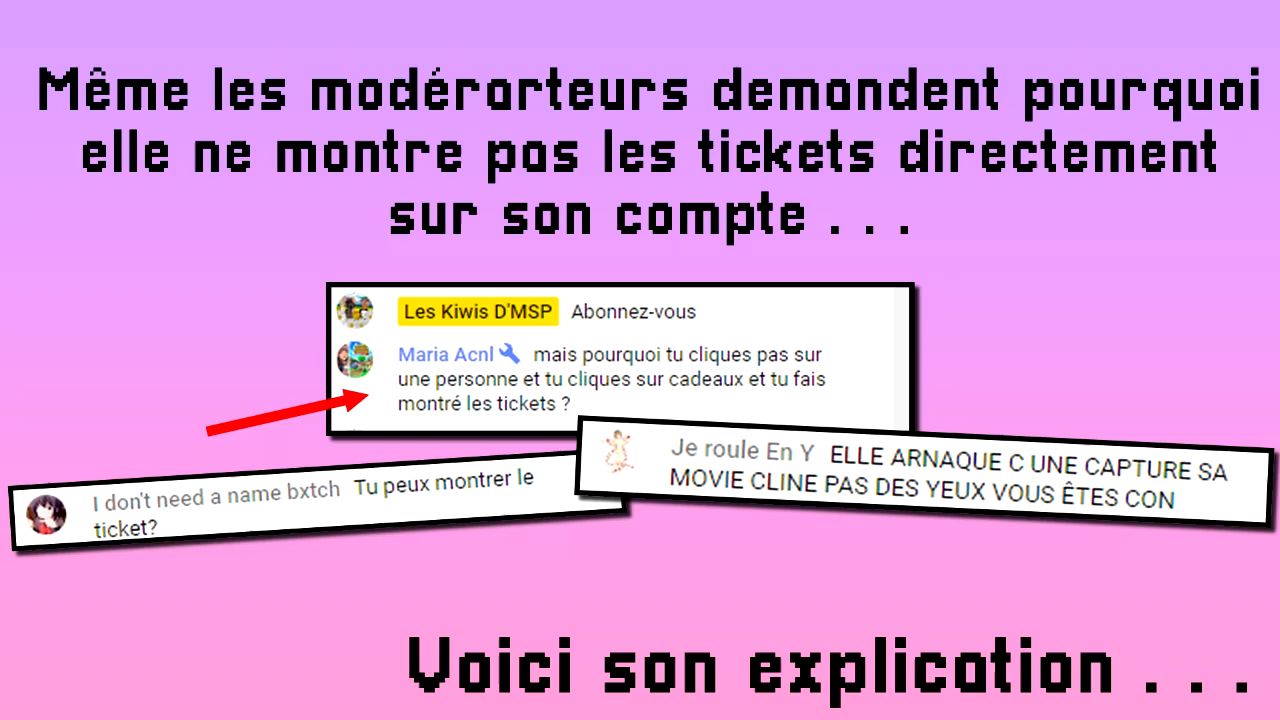 Même les modérarteurs demandent pourquoi
elle ne montre pas les tickets directement
sur son compte . . .
Les Kiwis D'MSP Abonnez-vous
Maria Acnl mais pourquoi tu cliques pas sur
une personne et tu cliques sur cadeaux et tu fais
montré les tickets ?
Je roule En Y ELLE ARNAQUE C UNE CAPTURE SA
MOVIE CLINE PAS DES YEUX VOUS ÊTES CON
I don't need a name bxtch Tu peux montrer le
ticket?
Voici son explication . . .